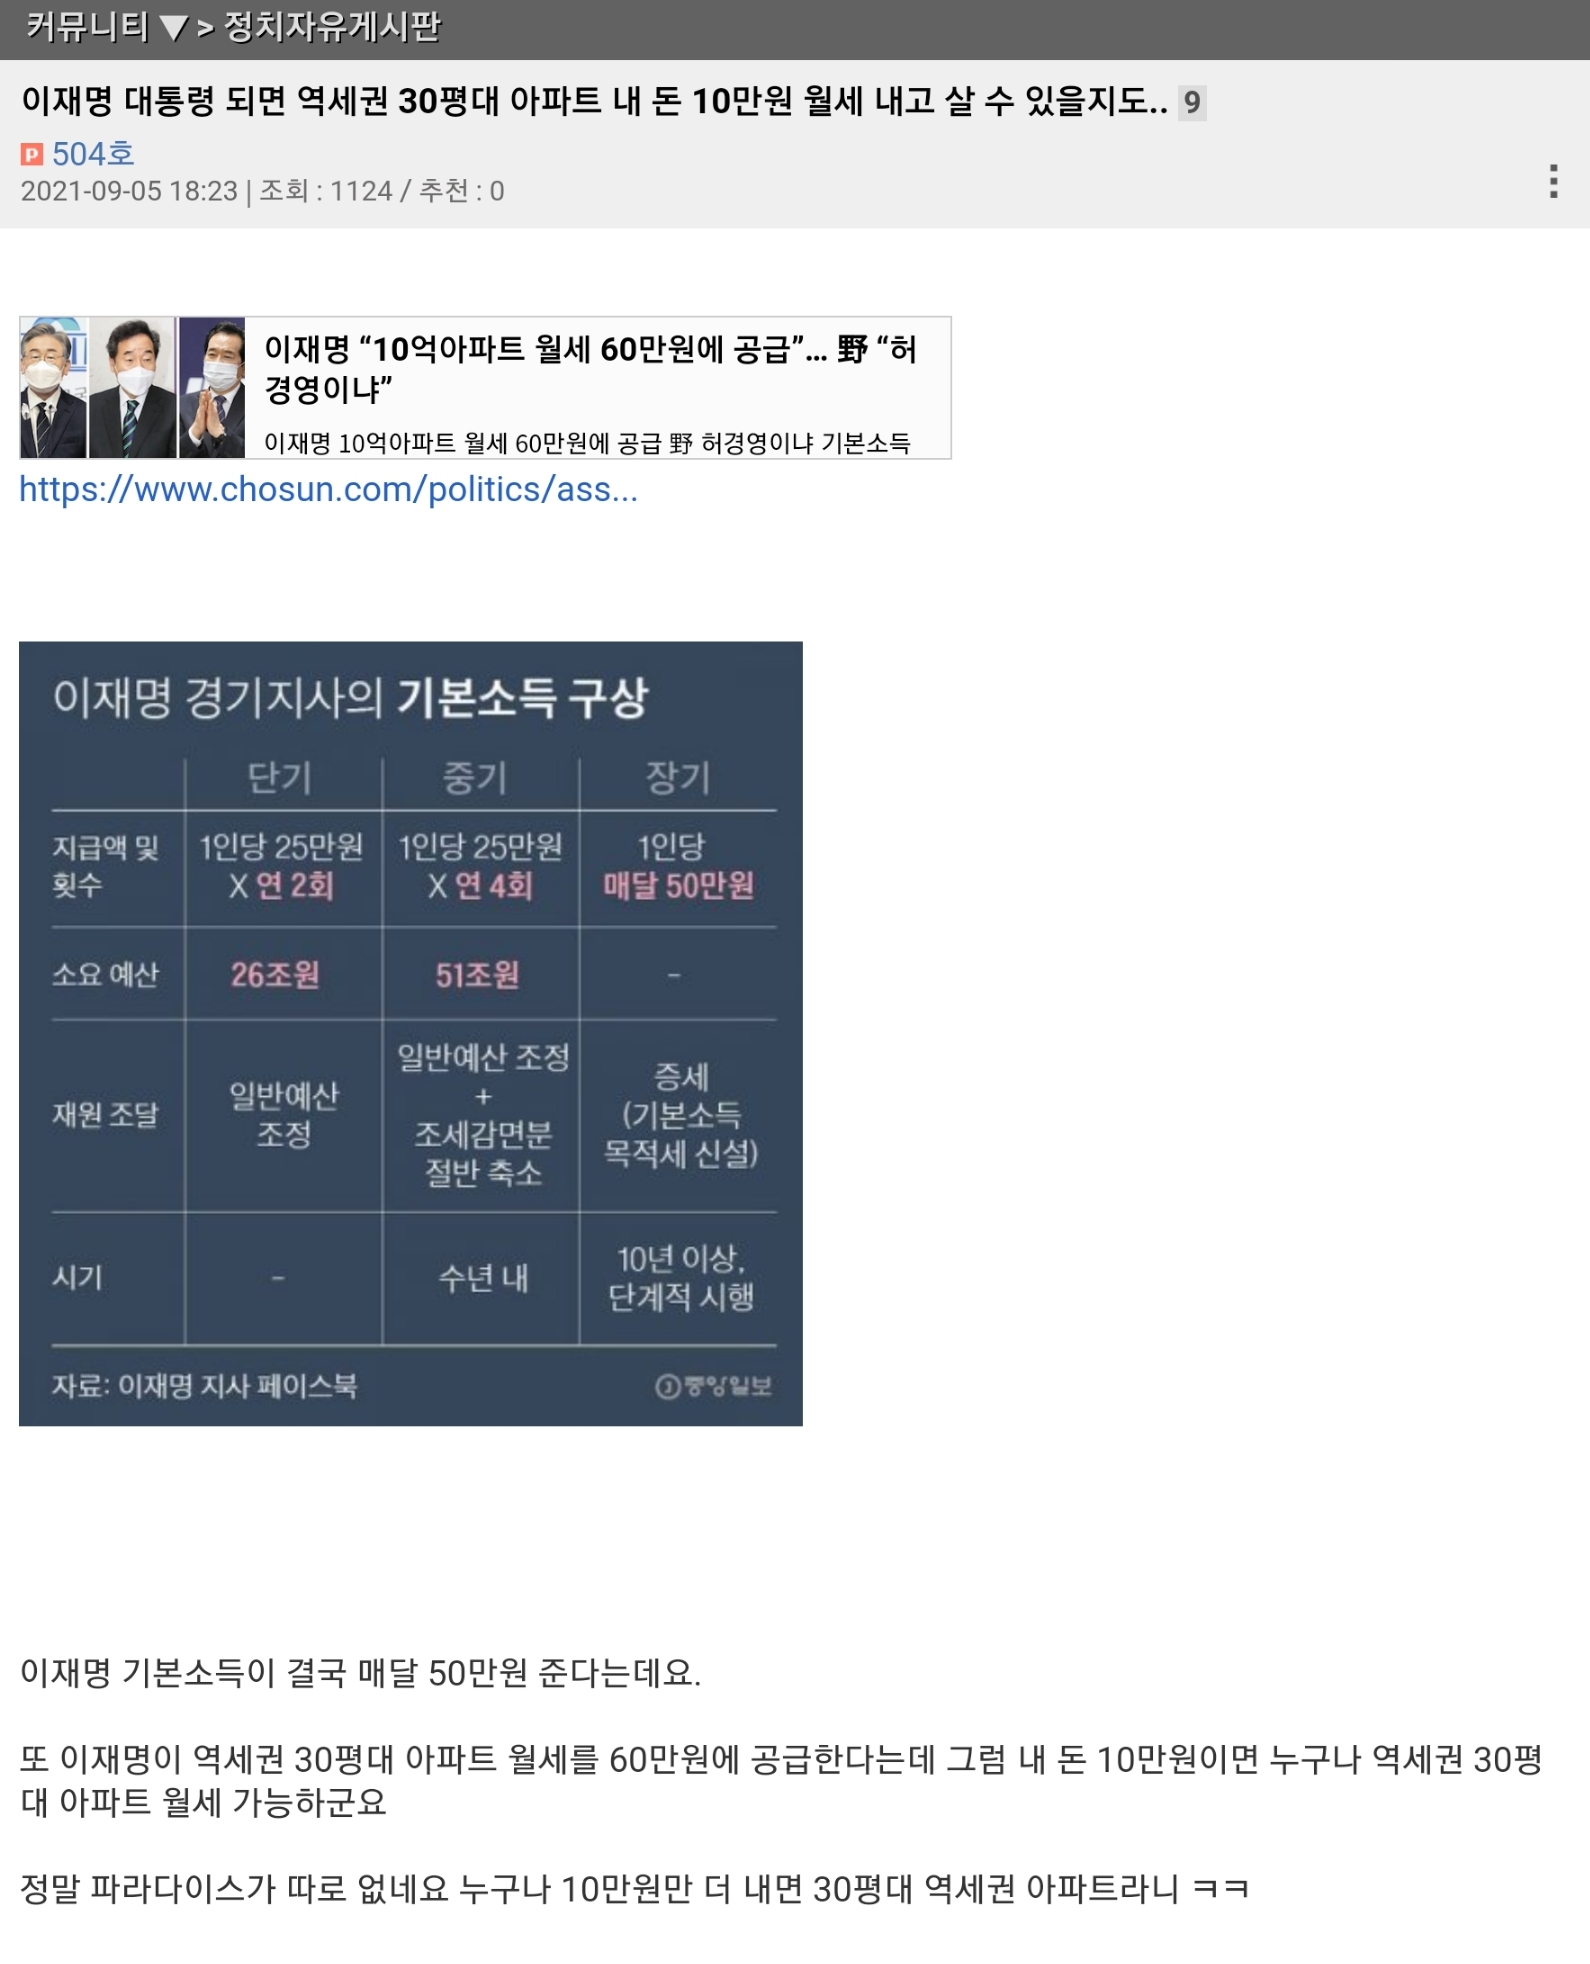 커뮤니티 ▼ > 정치자유게시판
이재명 대통령 되면 역세권 30평대 아파트 내 돈 10만원 월세 내고 살 수 있을지도.. 9
P 504호
2021-09-05 18:23 | 조회 : 1124 / 추천 : 0
이재명 “10억아파트 월세 60만원에 공급”... 野 “허
경영이냐”
이재명 10억아파트 월세 60만원에 공급 野 허경영이냐 기본소득
https://www.chosun.com/politics/ass...
이재명 경기지사의 기본소득 구상
단기 중기 장기
지급액 및 횟수
1인당 25만원
X 연 2회
1인당 25만원
X 연 4회
1인당
매달 50만원
소요 예산 26조원 51조원 -
재원 조달
일반예산
조정
일반예산 조정
+
조세감면분
절반 축소
증세
(기본소득
목적세 신설)
시기 - 수년 내
10년 이상,
단계적 시행
자료: 이재명 지사 페이스북
중앙일보
이재명 기본소득이 결국 매달 50만원 준다는데요.
또 이재명이 역세권 30평대 아파트 월세를 60만원에 공급한다는데 그럼 내 돈 10만원이면 누구나 역세권 30평
대 아파트 월세 가능하군요
정말 파라다이스가 따로 없네요 누구나 10만원만 더 내면 30평대 역세권 아파트라니 ㅋㅋ